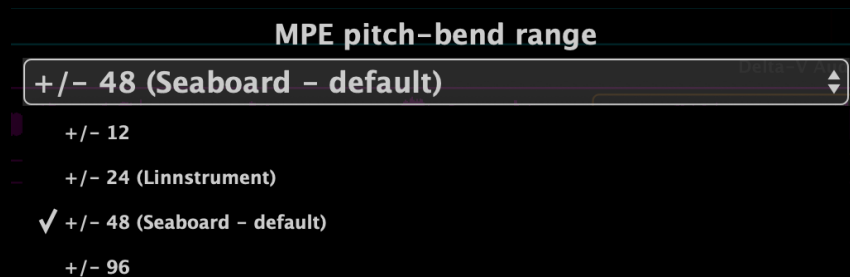 MPE pitch-bend range
+/- 48 (Seaboard - default)
+/- 12
+/- 24 (Linnstrument)
✓ +/- 48 (Seaboard - default)
+/- 96